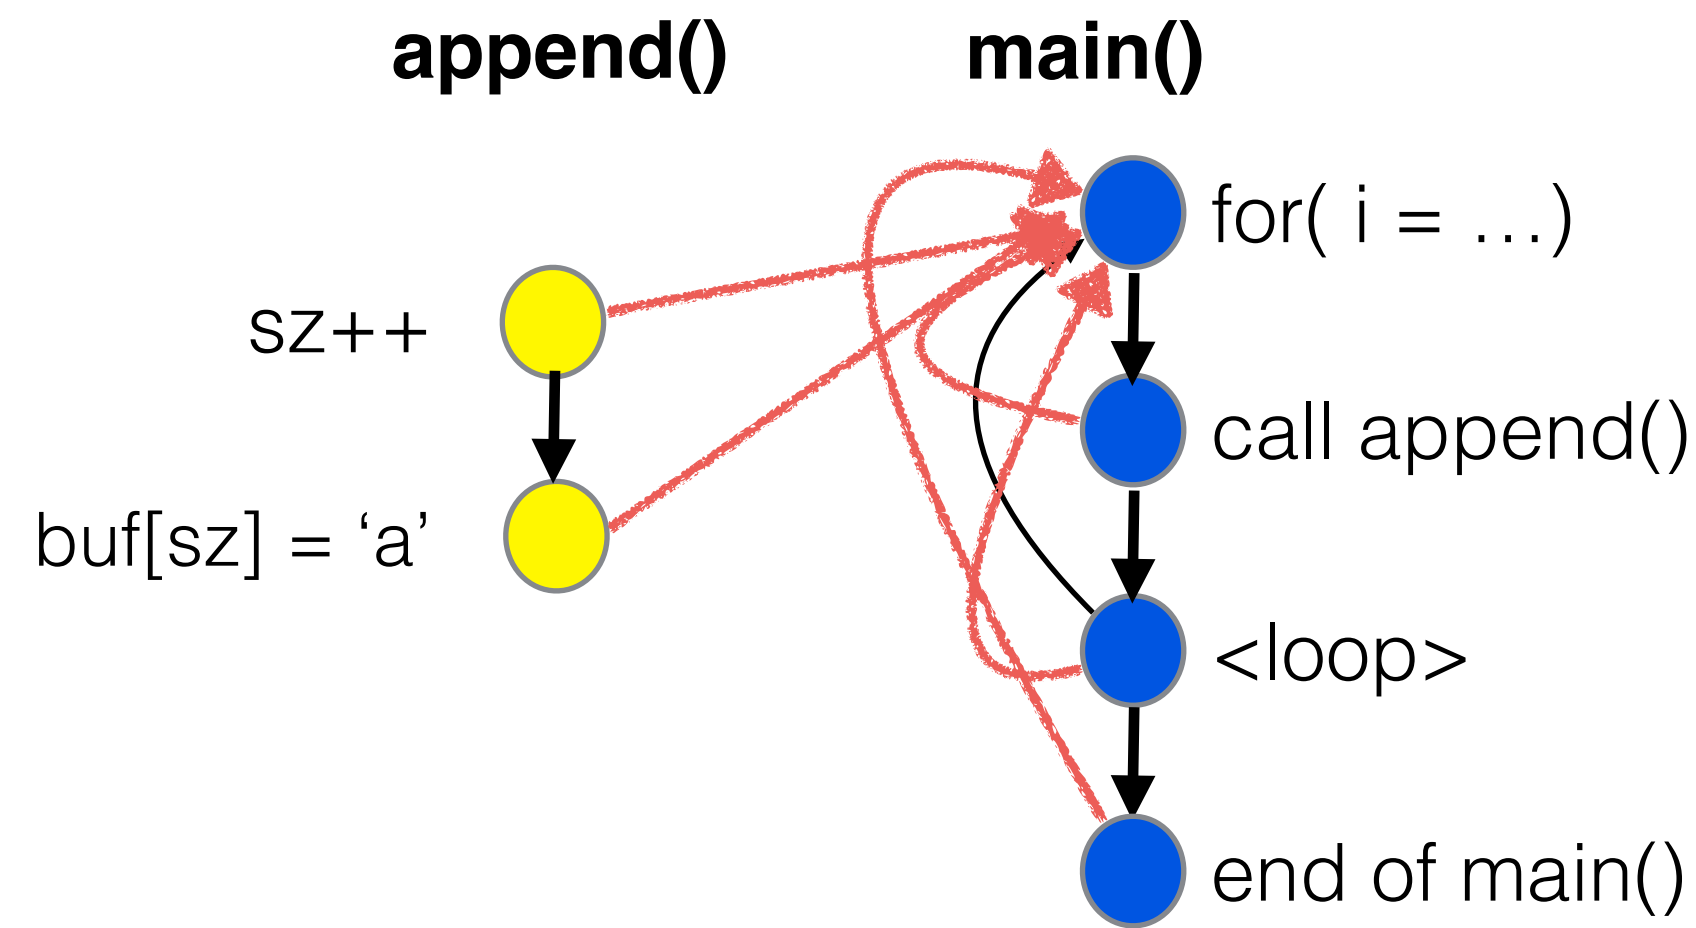 append()
main()
for( i = …)
sz++
call append()
buf[sz] = ‘a’
<loop>
end of main()